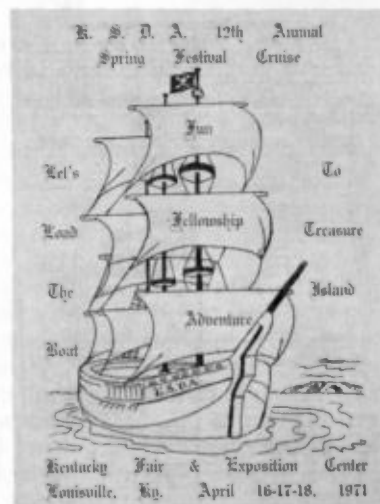 K. S. D. A. 12th Annual
Spring Festival Cruise
Fun
Let's
To
Fellowship
Load
Treasure
The
Island
Adventure
Boat
K.S.D.A.
Kentucky Fair & Exposition Center
Louisville, Ky. April 16-17-18, 1971